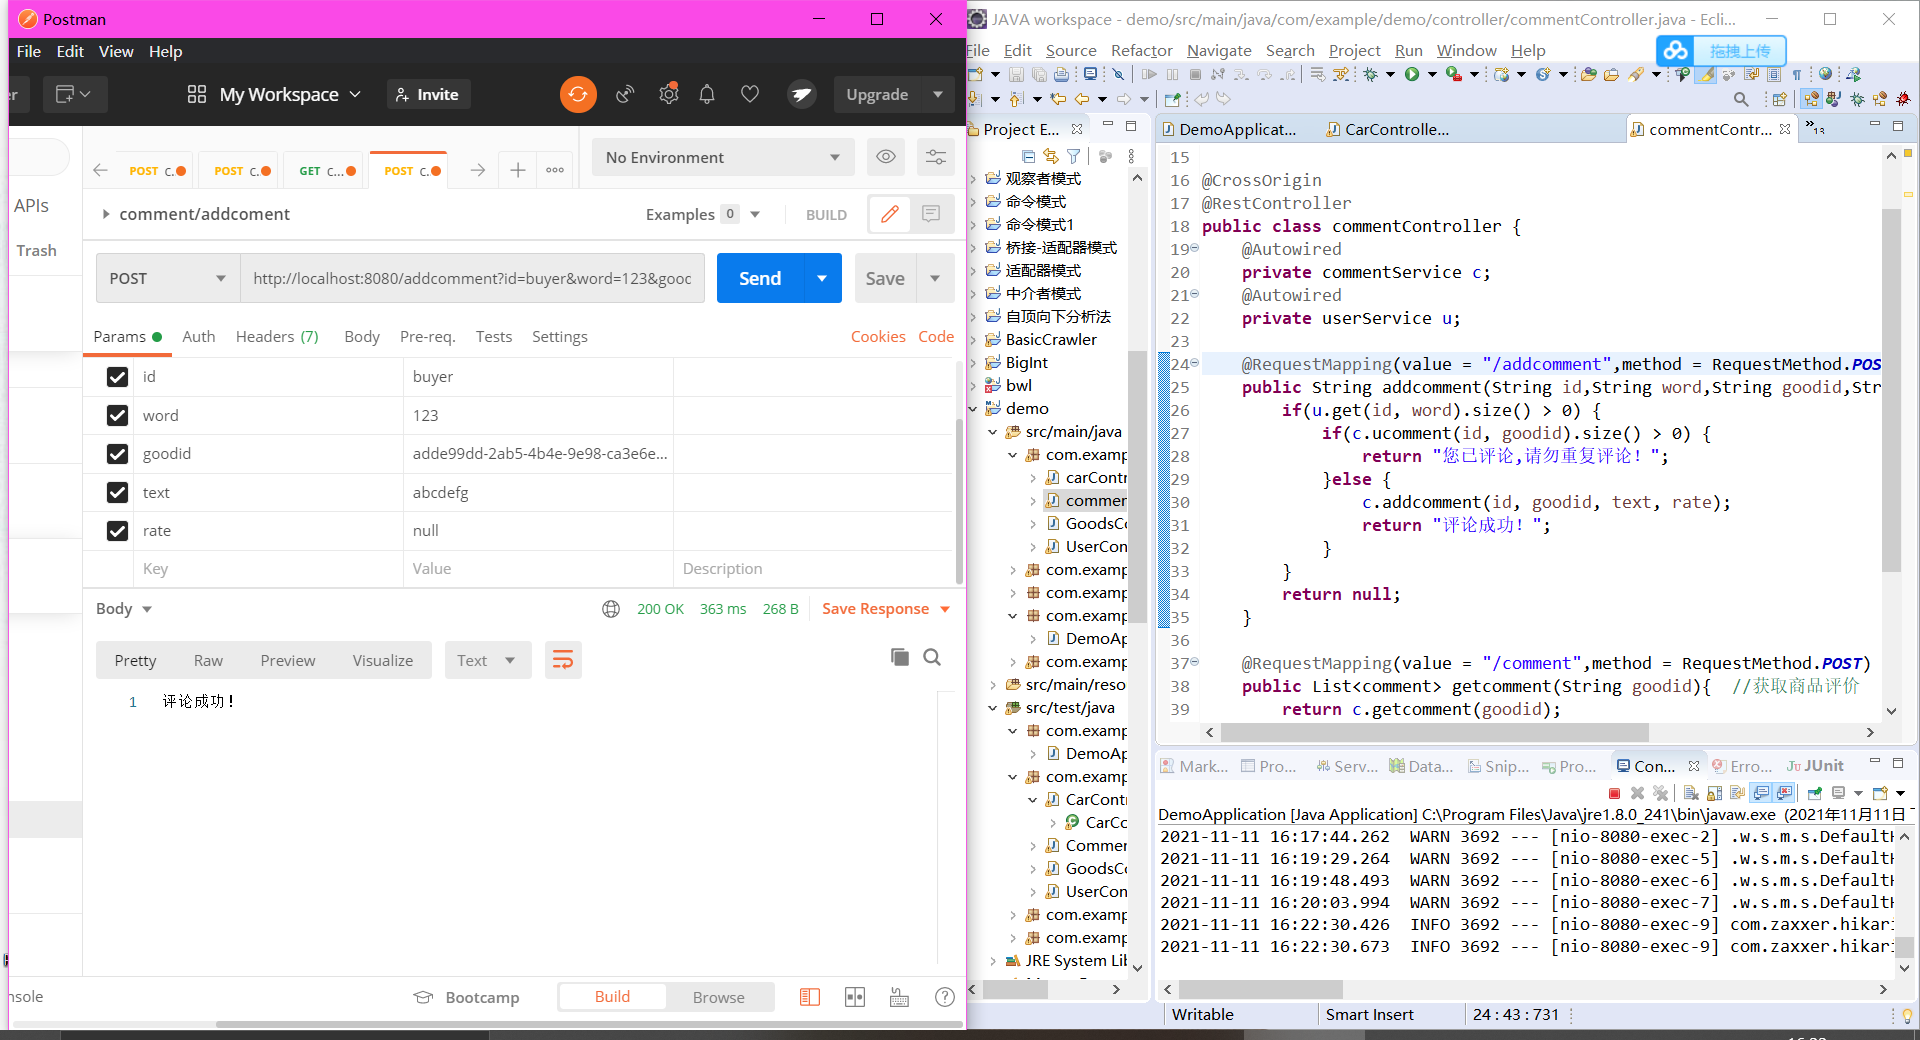 Postman
File Edit View Help
er
My Workspace
Invite
Upgrade
APIs
Trash
POST c.
POST c.
GET c...
POST c.
No Environment
comment/addcoment
Examples 0
BUILD
POST
http://localhost:8080/addcomment?id=buyer&word=123&gooc
Send
Save
Params
Auth
Headers (7)
Body
Pre-req.
Tests
Settings
Cookies
Code
id buyer
word 123
goodid adde99dd-2ab5-4b4e-9e98-ca3e6e...
text abcdefg
rate null
Key Value Description
Body
200 OK 363 ms 268 B
Save Response
Pretty Raw Preview Visualize
Text
1 评论成功!
nsole
Bootcamp
Build
Browse
JAVA workspace - demo/src/main/java/com/example/demo/controller/commentController.java - Ecli...
File Edit Source Refactor Navigate Search Project Run Window Help
拖拽上传
Project E...
观察者模式
命令模式
命令模式1
桥接-适配器模式
适配器模式
中介者模式
自顶向下分析法
BasicCrawler
BigInt
bwl
demo
src/main/java
com.examp
carContr
commer
GoodsCo
UserCon
com.examp
com.examp
com.examp
DemoAp
com.examp
src/main/reso
src/test/java
com.examp
DemoAp
com.examp
CarContr
CarCo
Commer
GoodsCo
UserCon
com.examp
com.examp
JRE System Lib
DemoApplicat...
CarControlle...
commentContr...
»13
15
16 @CrossOrigin
17 @RestController
18 public class commentController {
19 @Autowired
20 private commentService c;
21 @Autowired
22 private userService u;
23
24 @RequestMapping(value = "/addcomment",method = RequestMethod.POS
25 public String addcomment(String id,String word,String goodid,Str
26 if(u.get(id, word).size() > 0) {
27 if(c.ucomment(id, goodid).size() > 0) {
28 return "您已评论,请勿重复评论!";
29 }else {
30 c.addcomment(id, goodid, text, rate);
31 return "评论成功!";
32 }
33 }
34 return null;
35 }
36
37 @RequestMapping(value = "/comment",method = RequestMethod.POST)
38 public List<comment> getcomment(String goodid){ //获取商品评价
39 return c.getcomment(goodid);
Mark...
Pro...
Serv...
Data...
Snip...
Pro...
Con...
Erro...
JUnit
DemoApplication [Java Application] C:\Program Files\Java\jre1.8.0_241\bin\javaw.exe (2021年11月11日
2021-11-11 16:17:44.262 WARN 3692 --- [nio-8080-exec-2] .w.s.m.s.DefaultH
2021-11-11 16:19:29.264 WARN 3692 --- [nio-8080-exec-5] .w.s.m.s.DefaultH
2021-11-11 16:19:48.493 WARN 3692 --- [nio-8080-exec-6] .w.s.m.s.DefaultH
2021-11-11 16:20:03.994 WARN 3692 --- [nio-8080-exec-7] .w.s.m.s.DefaultH
2021-11-11 16:22:30.426 INFO 3692 --- [nio-8080-exec-9] com.zaxxer.hikari
2021-11-11 16:22:30.673 INFO 3692 --- [nio-8080-exec-9] com.zaxxer.hikari
Writable
Smart Insert
24 : 43 : 731